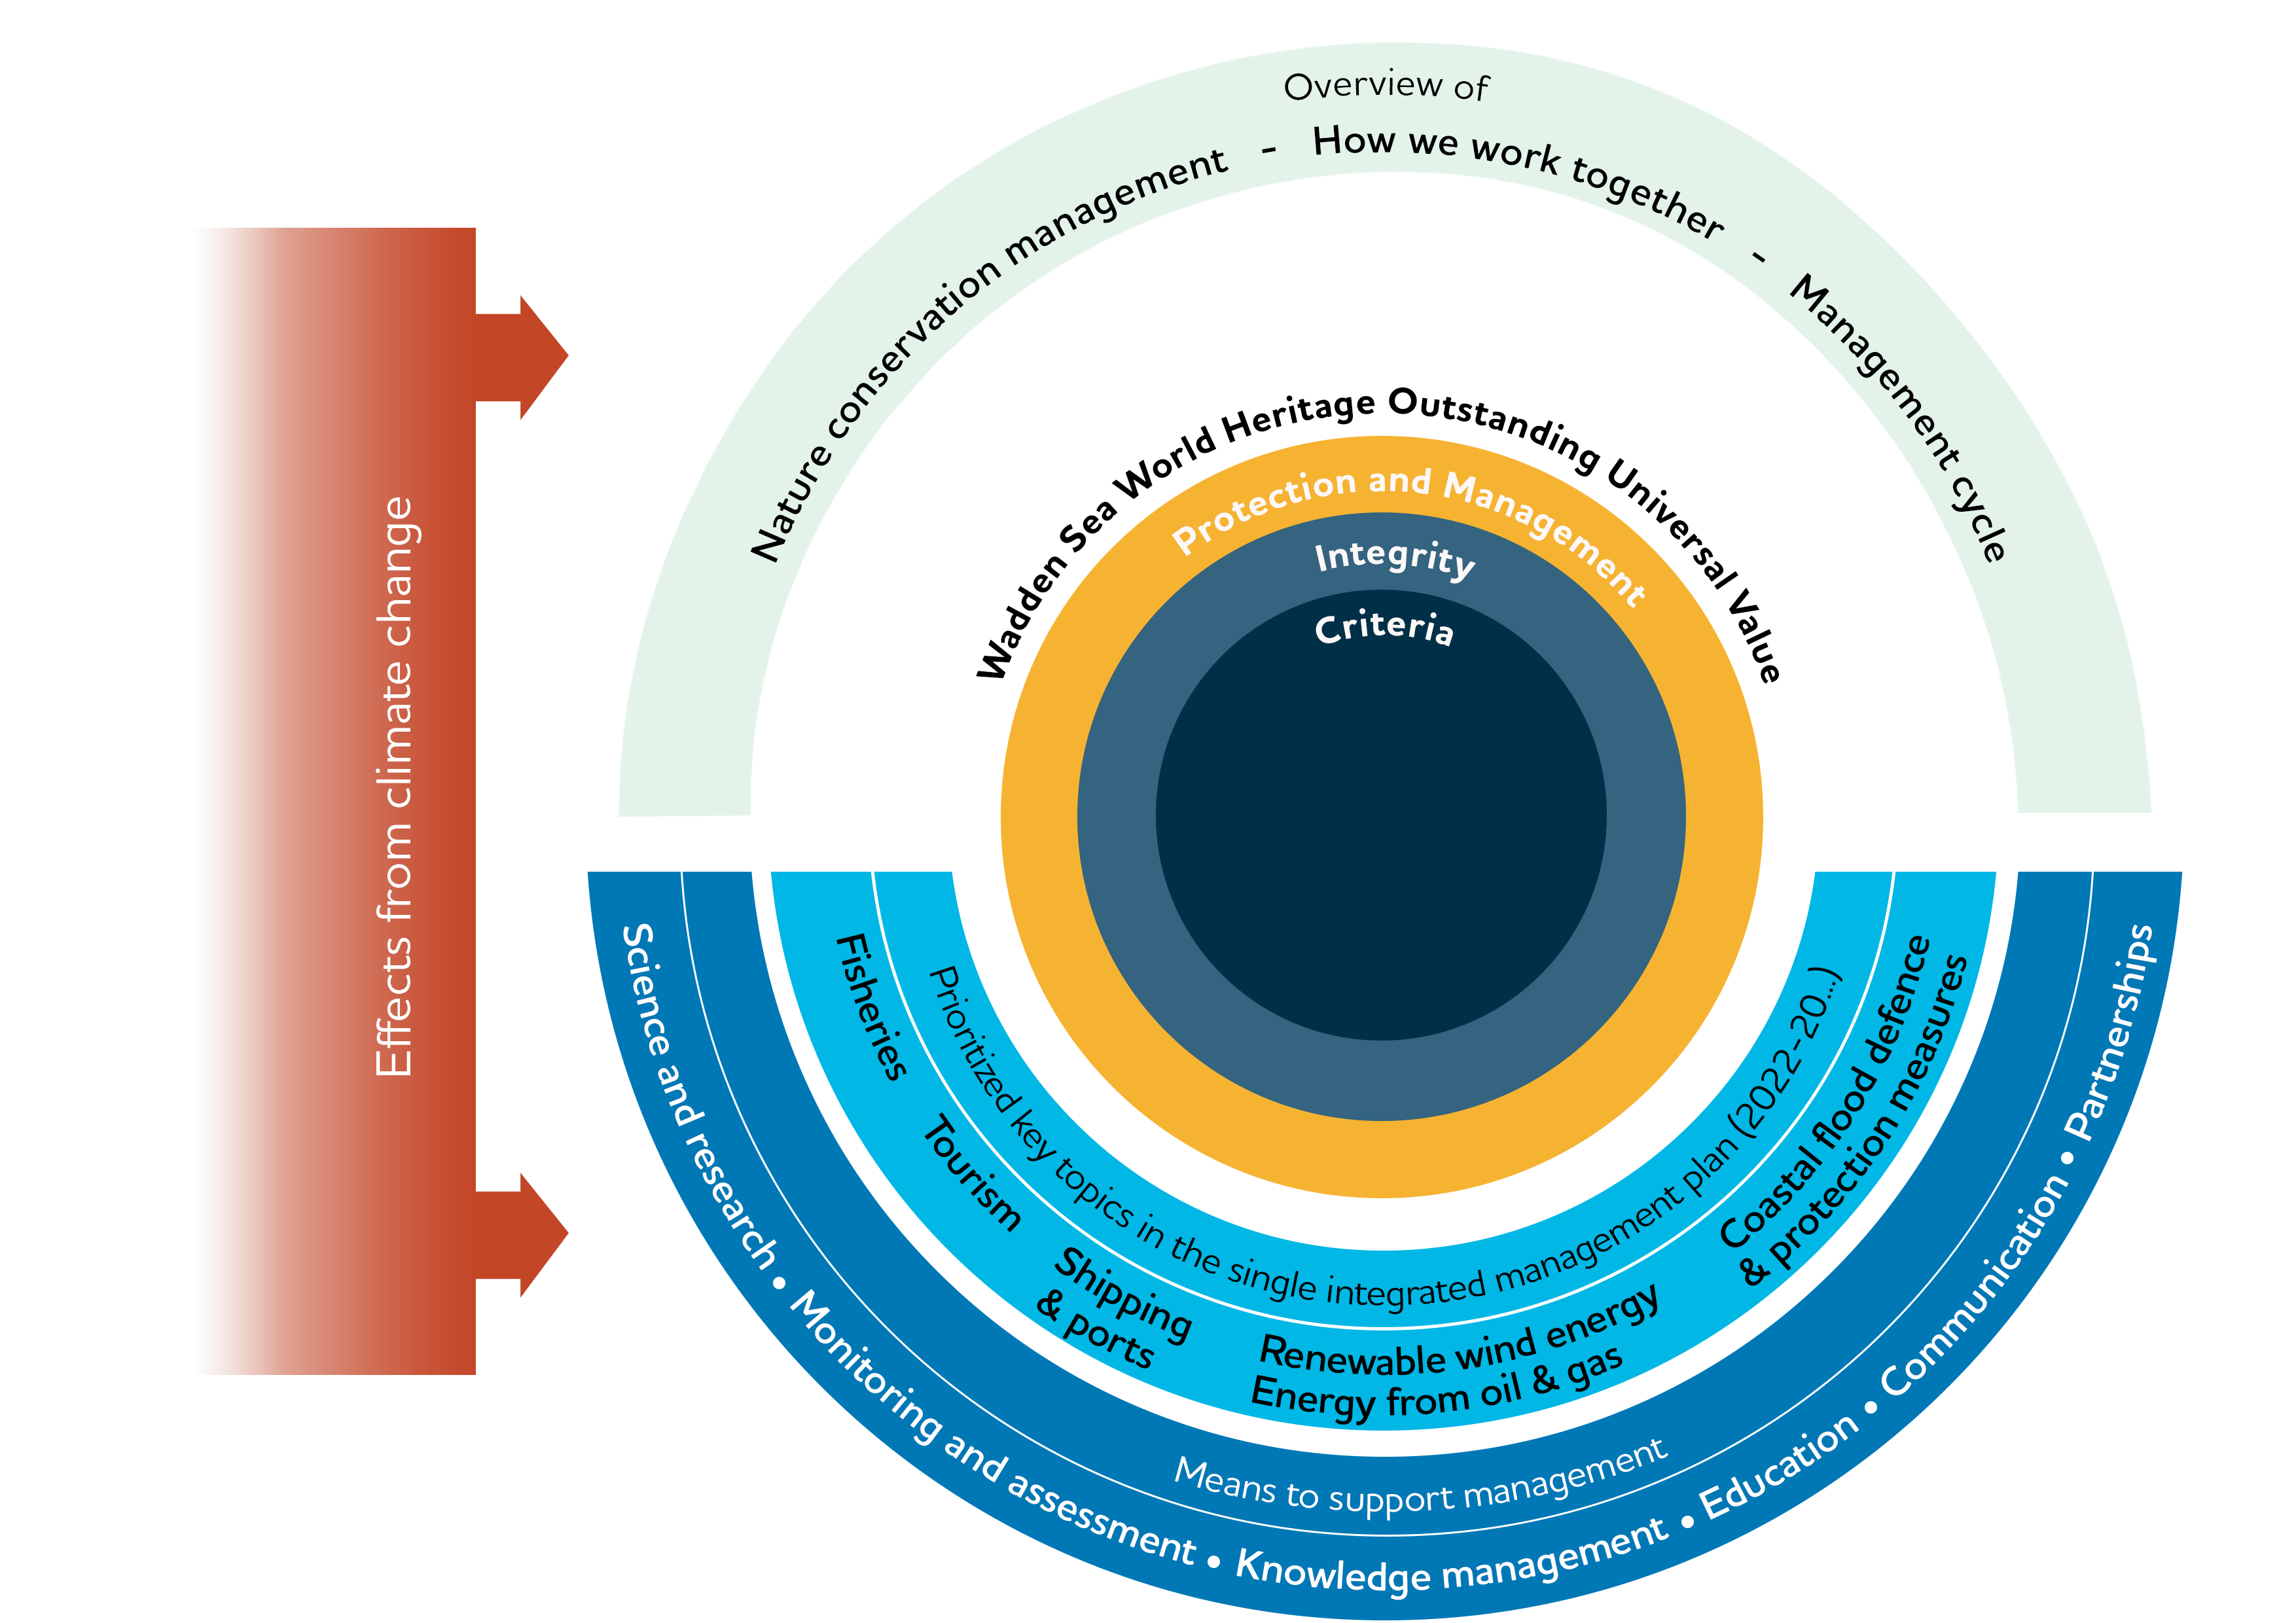 Overview of
Nature conservation management - How we work together - Management cycle
Effects from climate change
Wadden Sea World Heritage Outstanding Universal Value
Protection and Management
Integrity
Criteria
Prioritized key topics in the single integrated management plan (2022-20...)
Fisheries
Tourism
Shipping
& ports
Renewable wind energy
Energy from oil & gas
Coastal flood defence
& protection measures
Means to support management
Science and research • Monitoring and assessment • Knowledge management • Education • Communication • Partnerships